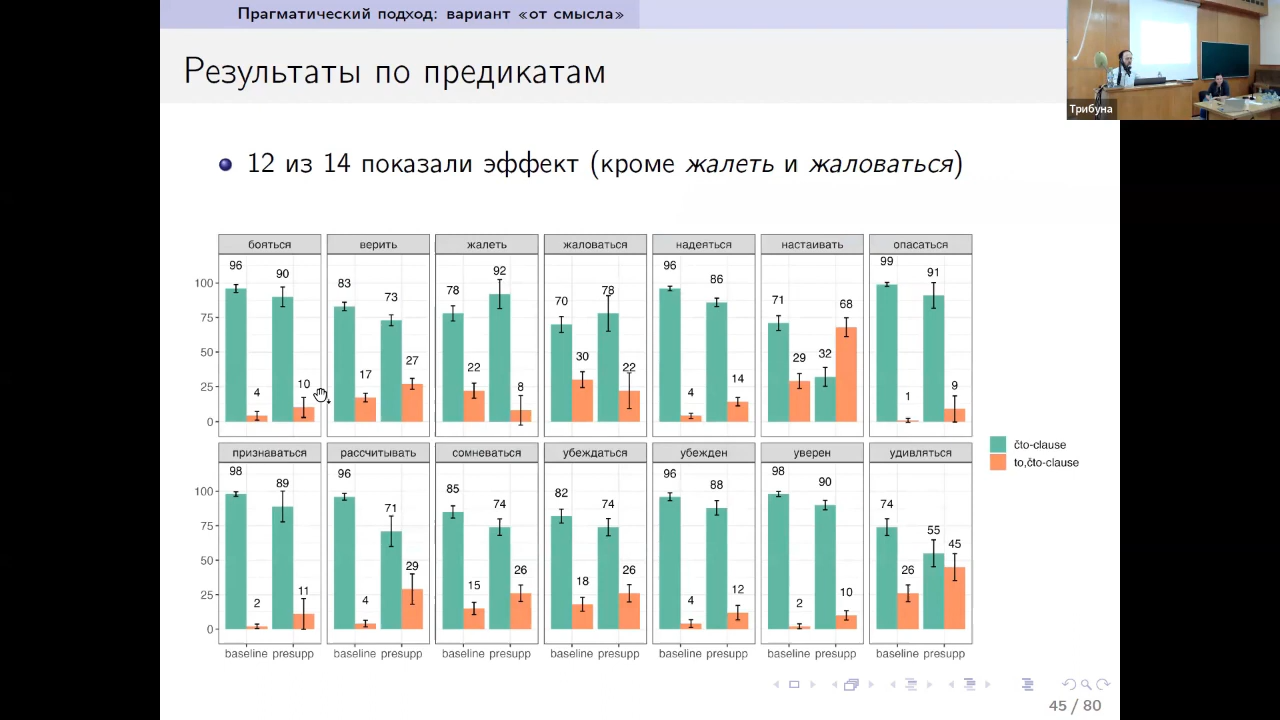 Прагматический подход: вариант «от смысла»
Трибуна
Результаты по предикатам
12 из 14 показали эффект (кроме жалеть и жаловаться)
бояться верить жалеть жаловаться надеяться настаивать опасаться
96 90 4 10
83 73 17 27
78 92 22 8
70 78 30 22
96 86 4 14
71 29 32 68
99 91 1 9
100
75
50
25
0
признаваться рассчитывать сомневаться убеждаться убежден уверен удивляться
98 89 2 11
96 71 4 29
85 74 15 26
82 74 18 26
96 88 4 12
98 90 2 10
74 26 55 45
100
75
50
25
0
baseline presupp baseline presupp baseline presupp baseline presupp baseline presupp baseline presupp baseline presupp
čto-clause
to,čto-clause
45 / 80